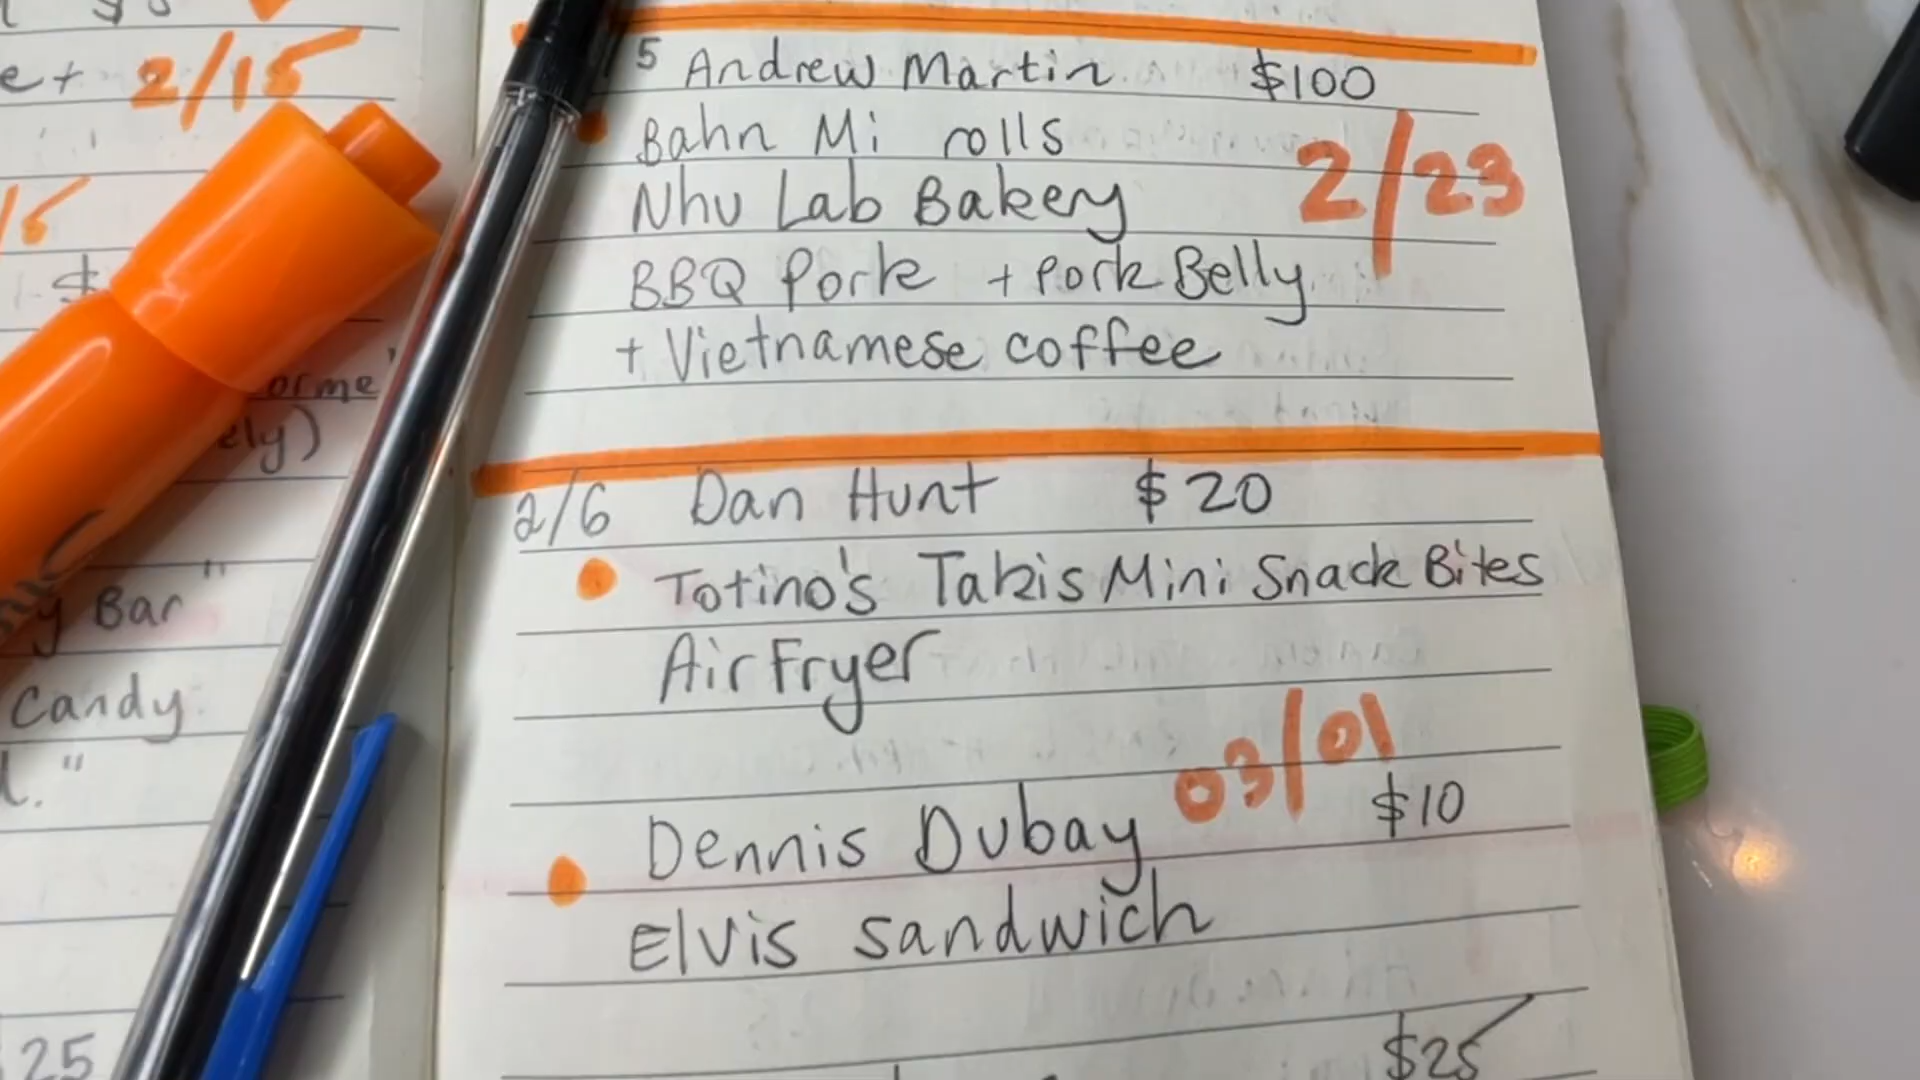 e+ 2/15
$
orme"
ely)
y Bar"
Candy
."
25
5 Andrew Martin $100
Bahn Mi rolls
Nhu Lab Bakery 2/23
BBQ Pork + Pork Belly
+ Vietnamese coffee
2/6 Dan Hunt $20
Totino's Takis Mini Snack Bites
Air Fryer
03/01
Dennis Dubay $10
Elvis sandwich
$25